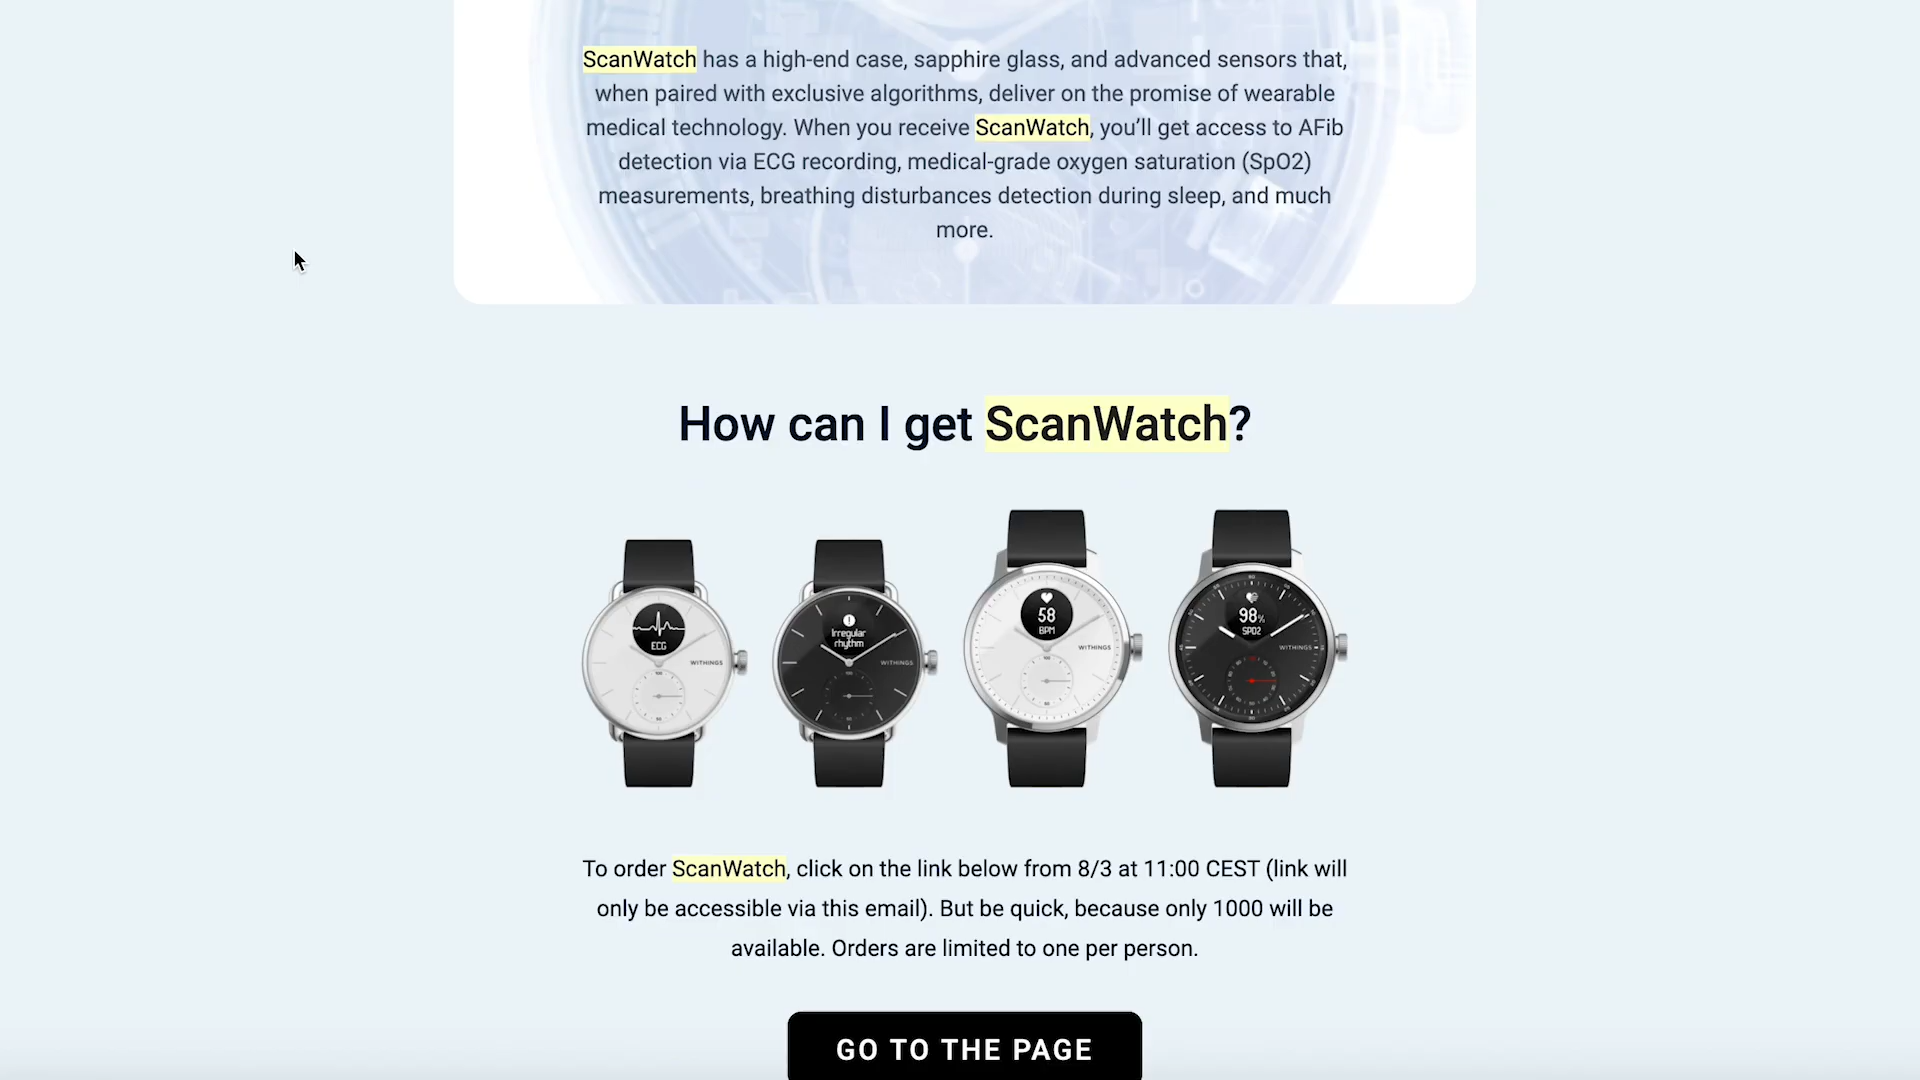 ScanWatch has a high-end case, sapphire glass, and advanced sensors that,
when paired with exclusive algorithms, deliver on the promise of wearable
medical technology. When you receive ScanWatch, you’ll get access to AFib
detection via ECG recording, medical-grade oxygen saturation (SpO2)
measurements, breathing disturbances detection during sleep, and much
more.
How can I get ScanWatch?
ECG
WITHINGS
Irregular
rhythm
WITHINGS
58
BPM
WITHINGS
98%
SPO2
WITHINGS
To order ScanWatch, click on the link below from 8/3 at 11:00 CEST (link will
only be accessible via this email). But be quick, because only 1000 will be
available. Orders are limited to one per person.
GO TO THE PAGE